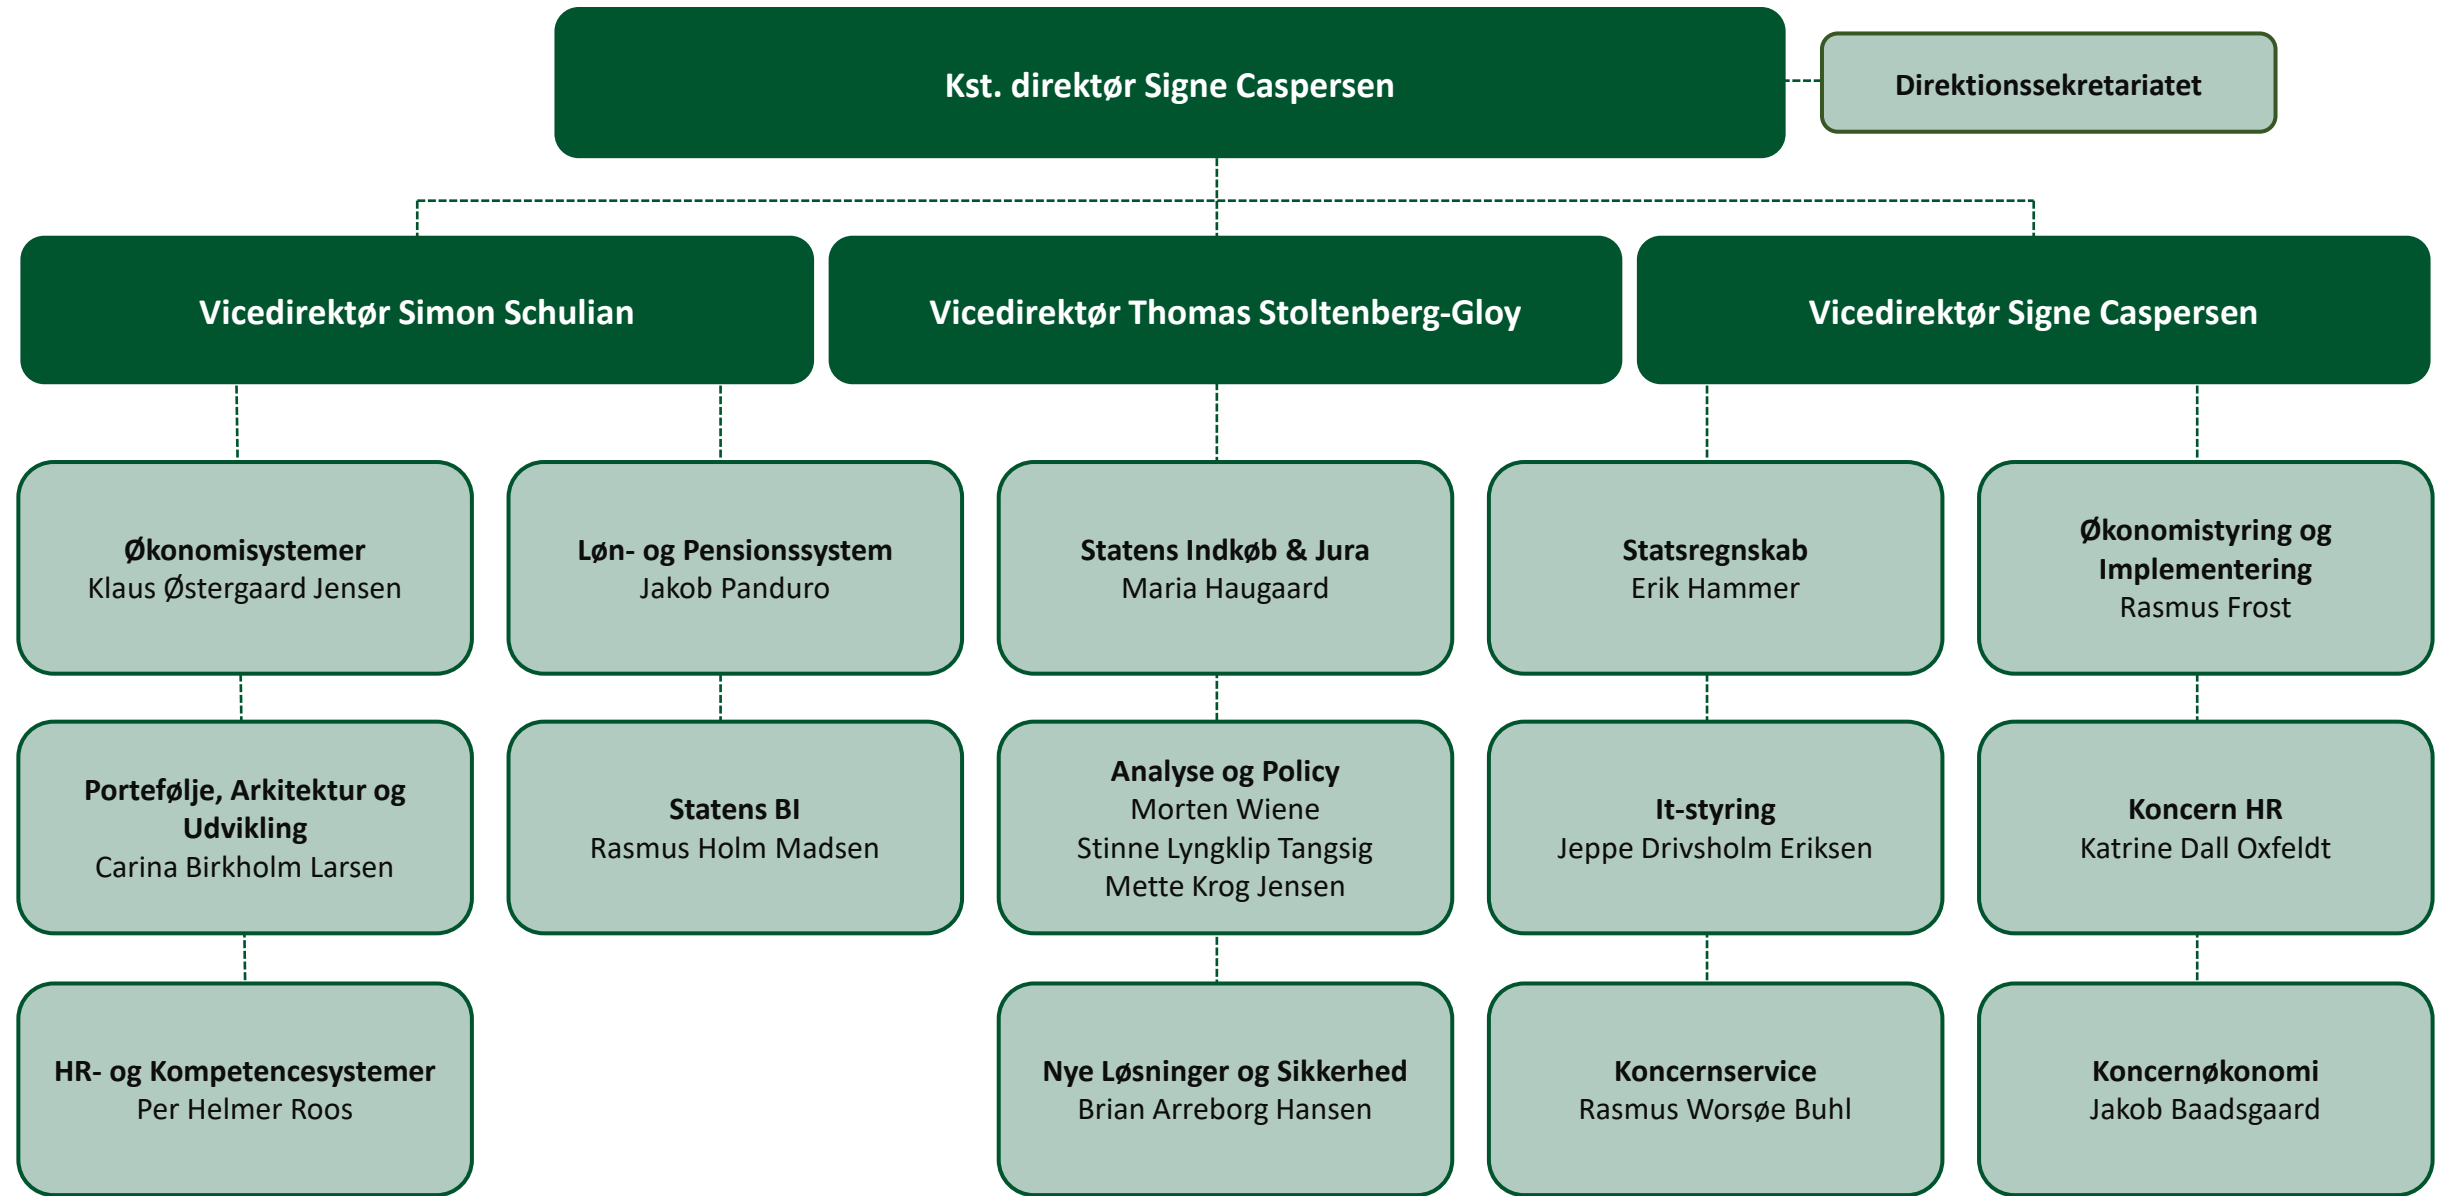 Kst. direktør Signe Caspersen
Direktionssekretariatet
Vicedirektør Simon Schulian
Vicedirektør Thomas Stoltenberg-Gloy
Vicedirektør Signe Caspersen
Økonomisystemer
Klaus Østergaard Jensen
Løn- og Pensionssystem
Jakob Panduro
Statens Indkøb & Jura
Maria Haugaard
Statsregnskab
Erik Hammer
Økonomistyring og
Implementering
Rasmus Frost
Portefølje, Arkitektur og
Udvikling
Carina Birkholm Larsen
Statens BI
Rasmus Holm Madsen
Analyse og Policy
Morten Wiene
Stinne Lyngklip Tangsig
Mette Krog Jensen
It-styring
Jeppe Drivsholm Eriksen
Koncern HR
Katrine Dall Oxfeldt
HR- og Kompetencesystemer
Per Helmer Roos
Nye Løsninger og Sikkerhed
Brian Arreborg Hansen
Koncernservice
Rasmus Worsøe Buhl
Koncernøkonomi
Jakob Baadsgaard